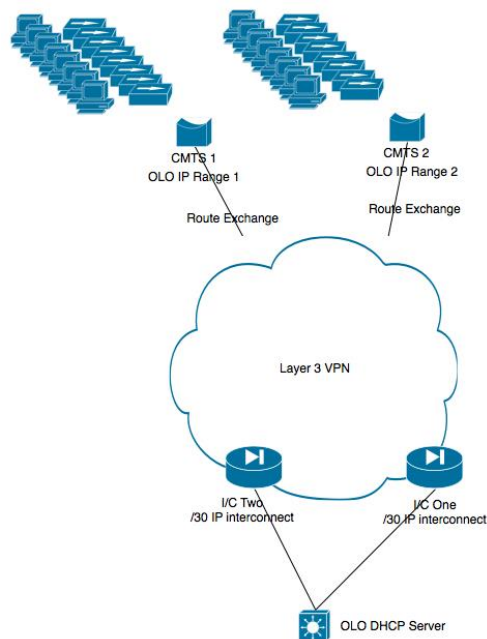 CMTS 1
OLO IP Range 1
CMTS 2
OLO IP Range 2
Route Exchange
Route Exchange
Layer 3 VPN
I/C Two
/30 IP interconnect
I/C One
/30 IP interconnect
OLO DHCP Server